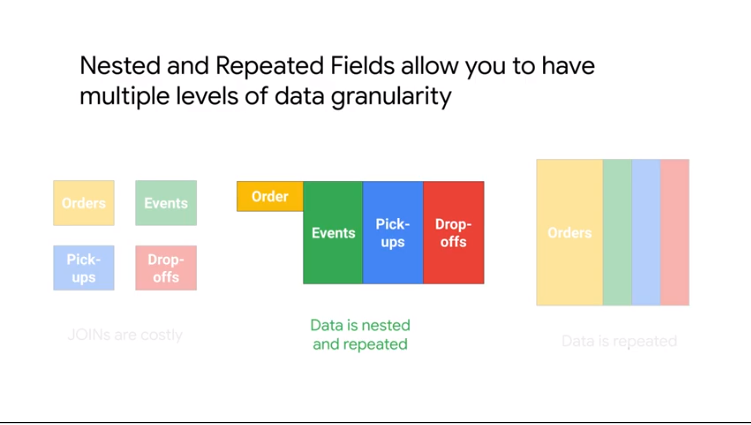 Nested and Repeated Fields allow you to have
multiple levels of data granularity
Orders
Events
Pick-
ups
Drop-
offs
JOINs are costly
Order
Events
Pick-
ups
Drop-
offs
Data is nested
and repeated
Orders
Data is repeated